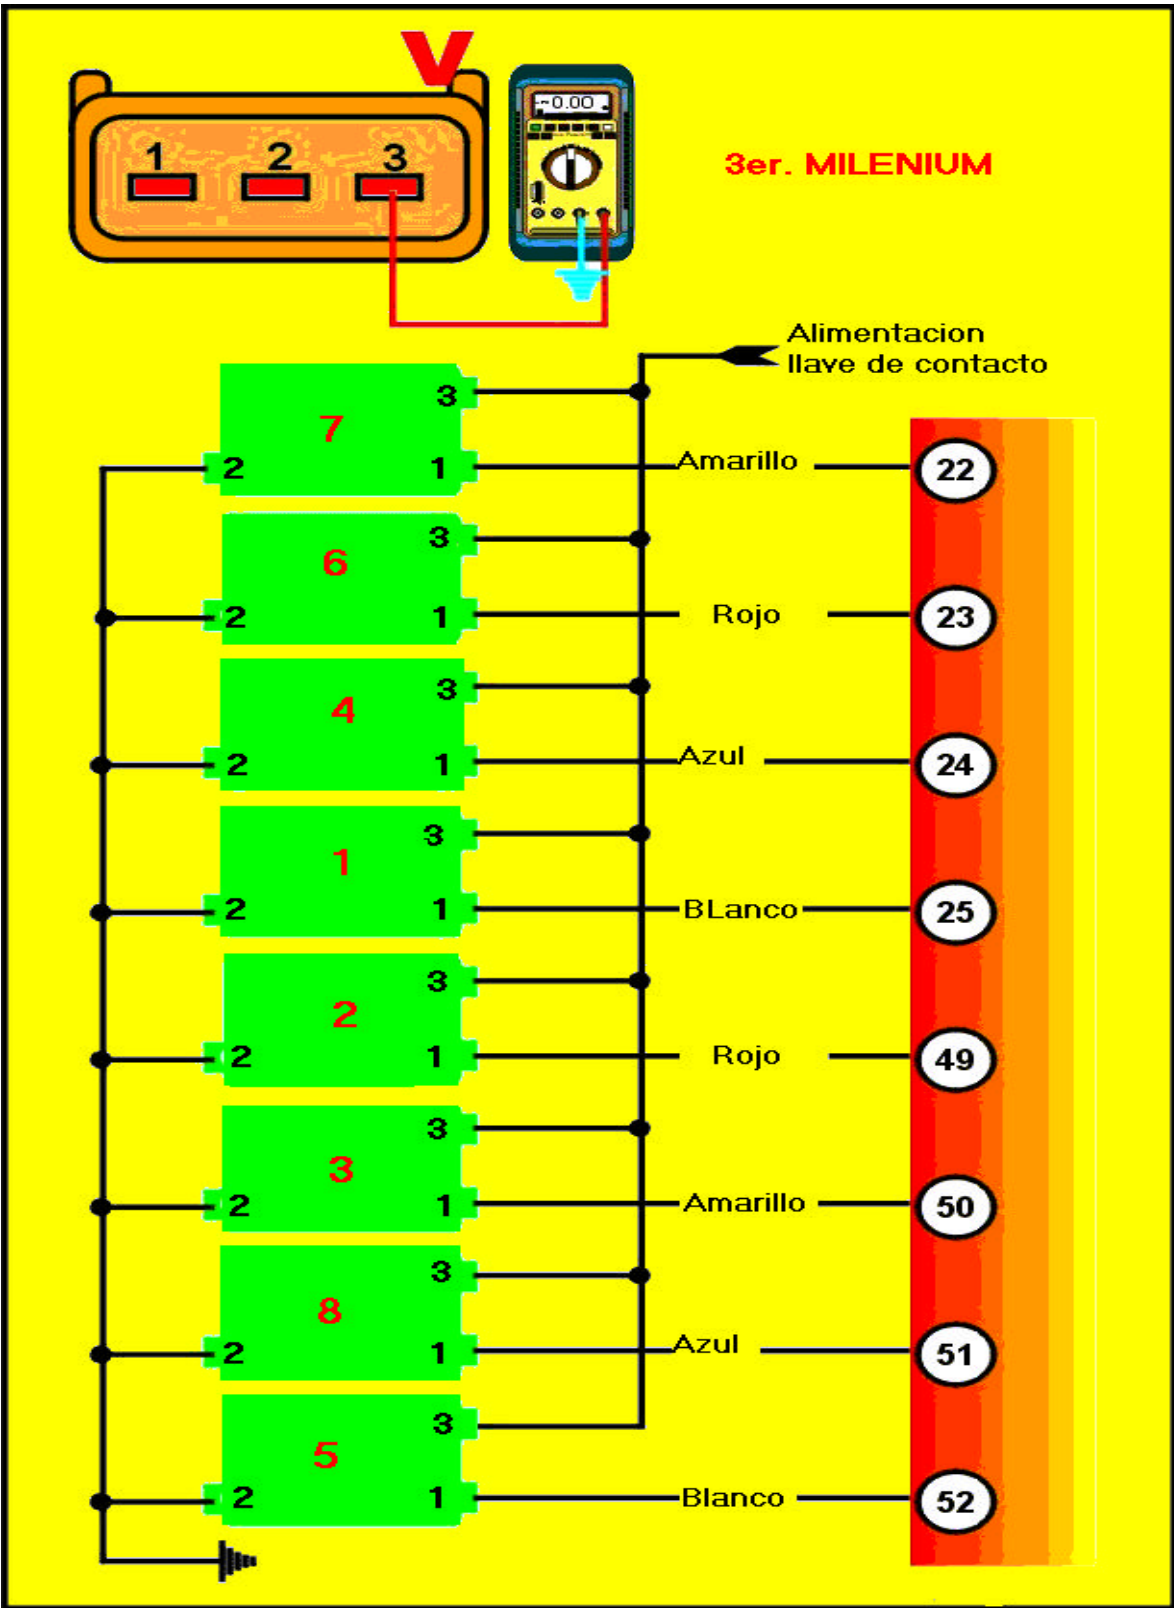 V
1 2 3
~0.00
3er. MILENIUM
Alimentacion
llave de contacto
3
7
2 1 Amarillo 22
3
6
2 1 Rojo 23
3
4
2 1 Azul 24
3
1
2 1 BLanco 25
3
2
2 1 Rojo 49
3
3
2 1 Amarillo 50
3
8
2 1 Azul 51
3
5
2 1 Blanco 52